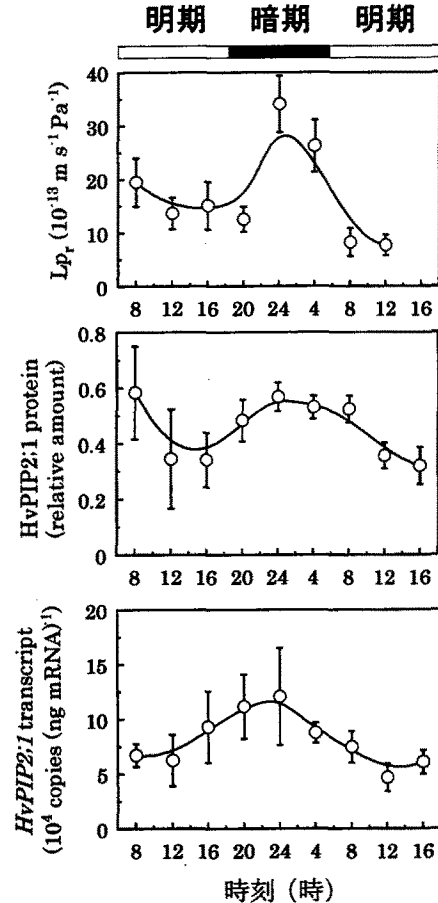 明期 暗期 明期
Lpᵣ (10⁻¹³ m s⁻¹ Pa⁻¹)
40
30
20
10
0
8 12 16 20 24 4 8 12 16
HvPIP2;1 protein
(relative amount)
0.8
0.6
0.4
0.2
0
8 12 16 20 24 4 8 12 16
HvPIP2;1 transcript
(10⁴ copies (ng mRNA)⁻¹)
20
15
10
5
0
8 12 16 20 24 4 8 12 16
時刻（時）